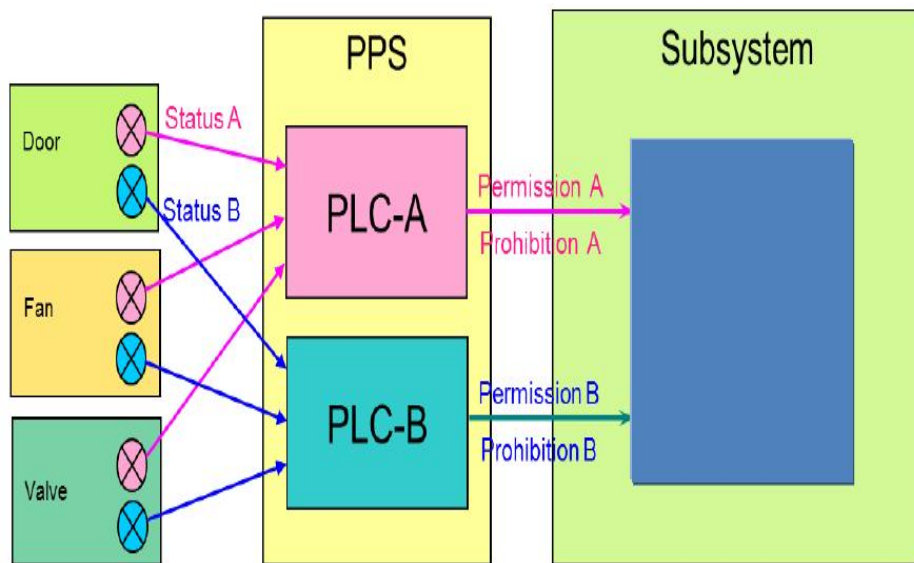 PPS
Subsystem
Door
Status A
Status B
PLC-A
Permission A
Prohibition A
Fan
PLC-B
Permission B
Prohibition B
Valve